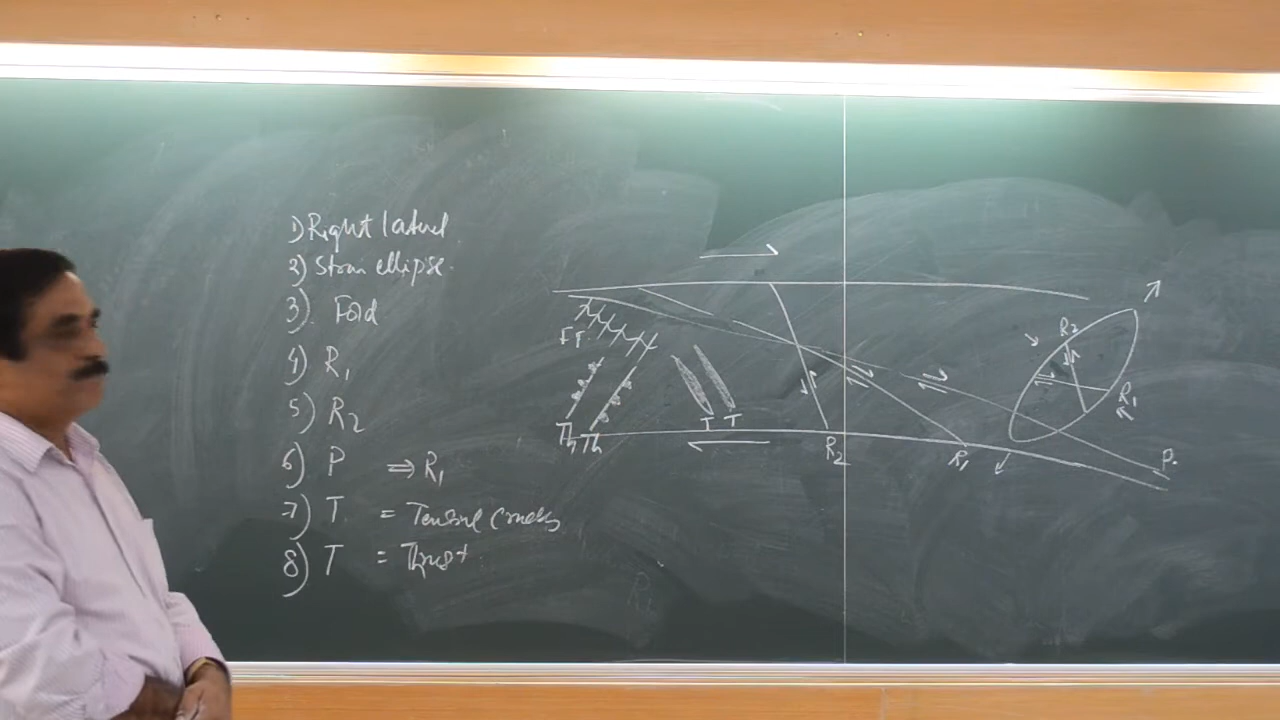 1) Right lateral
2) Strain ellipse.
3) Fold
4) R1
5) R2
6) P ⇒ R1
7) T = Tensile Cracks
8) T = Thrust
FF.
Th Th
T T
R2
R1
P.
R2
R1